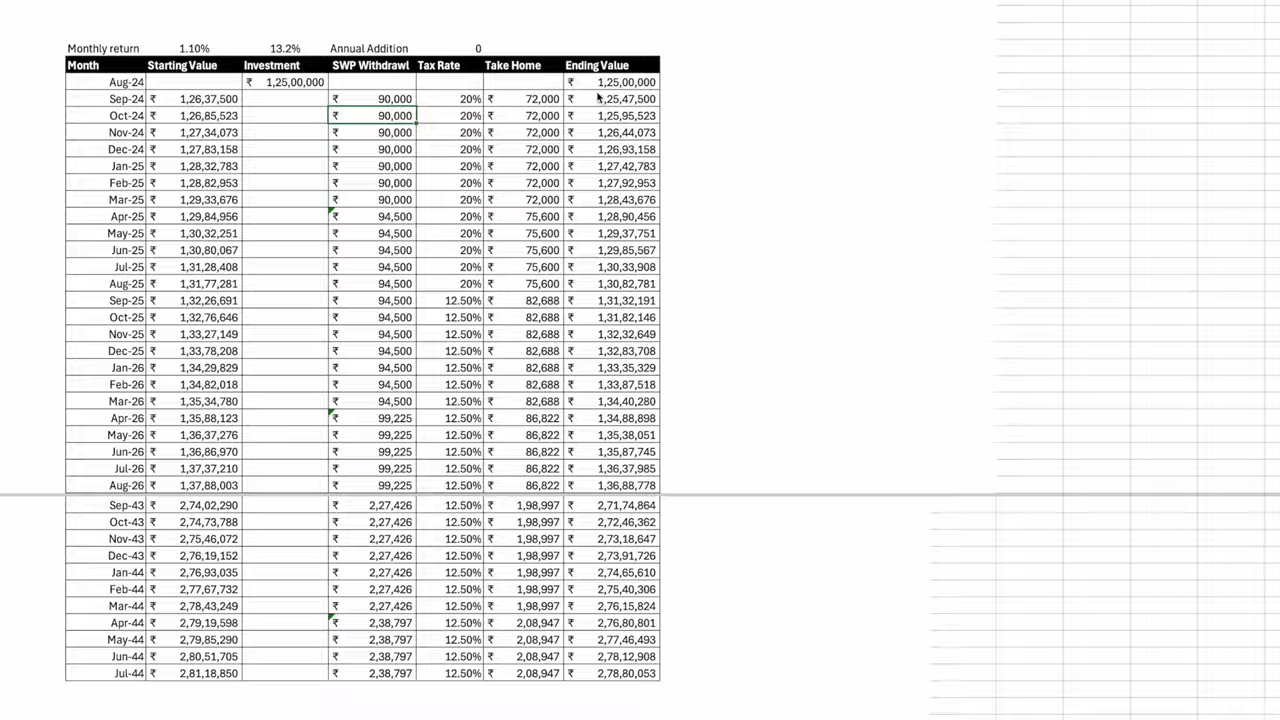 Monthly return 1.10% 13.2% Annual Addition 0
Month Starting Value Investment SWP Withdrawl Tax Rate Take Home Ending Value
Aug-24 ₹ 1,25,00,000 ₹ 1,25,00,000
Sep-24 ₹ 1,26,37,500 ₹ 90,000 20% ₹ 72,000 ₹ 1,25,47,500
Oct-24 ₹ 1,26,85,523 ₹ 90,000 20% ₹ 72,000 ₹ 1,25,95,523
Nov-24 ₹ 1,27,34,073 ₹ 90,000 20% ₹ 72,000 ₹ 1,26,44,073
Dec-24 ₹ 1,27,83,158 ₹ 90,000 20% ₹ 72,000 ₹ 1,26,93,158
Jan-25 ₹ 1,28,32,783 ₹ 90,000 20% ₹ 72,000 ₹ 1,27,42,783
Feb-25 ₹ 1,28,82,953 ₹ 90,000 20% ₹ 72,000 ₹ 1,27,92,953
Mar-25 ₹ 1,29,33,676 ₹ 90,000 20% ₹ 72,000 ₹ 1,28,43,676
Apr-25 ₹ 1,29,84,956 ₹ 94,500 20% ₹ 75,600 ₹ 1,28,90,456
May-25 ₹ 1,30,32,251 ₹ 94,500 20% ₹ 75,600 ₹ 1,29,37,751
Jun-25 ₹ 1,30,80,067 ₹ 94,500 20% ₹ 75,600 ₹ 1,29,85,567
Jul-25 ₹ 1,31,28,408 ₹ 94,500 20% ₹ 75,600 ₹ 1,30,33,908
Aug-25 ₹ 1,31,77,281 ₹ 94,500 20% ₹ 75,600 ₹ 1,30,82,781
Sep-25 ₹ 1,32,26,691 ₹ 94,500 12.50% ₹ 82,688 ₹ 1,31,32,191
Oct-25 ₹ 1,32,76,646 ₹ 94,500 12.50% ₹ 82,688 ₹ 1,31,82,146
Nov-25 ₹ 1,33,27,149 ₹ 94,500 12.50% ₹ 82,688 ₹ 1,32,32,649
Dec-25 ₹ 1,33,78,208 ₹ 94,500 12.50% ₹ 82,688 ₹ 1,32,83,708
Jan-26 ₹ 1,34,29,829 ₹ 94,500 12.50% ₹ 82,688 ₹ 1,33,35,329
Feb-26 ₹ 1,34,82,018 ₹ 94,500 12.50% ₹ 82,688 ₹ 1,33,87,518
Mar-26 ₹ 1,35,34,780 ₹ 94,500 12.50% ₹ 82,688 ₹ 1,34,40,280
Apr-26 ₹ 1,35,88,123 ₹ 99,225 12.50% ₹ 86,822 ₹ 1,34,88,898
May-26 ₹ 1,36,37,276 ₹ 99,225 12.50% ₹ 86,822 ₹ 1,35,38,051
Jun-26 ₹ 1,36,86,970 ₹ 99,225 12.50% ₹ 86,822 ₹ 1,35,87,745
Jul-26 ₹ 1,37,37,210 ₹ 99,225 12.50% ₹ 86,822 ₹ 1,36,37,985
Aug-26 ₹ 1,37,88,003 ₹ 99,225 12.50% ₹ 86,822 ₹ 1,36,88,778
Sep-43 ₹ 2,74,02,290 ₹ 2,27,426 12.50% ₹ 1,98,997 ₹ 2,71,74,864
Oct-43 ₹ 2,74,73,788 ₹ 2,27,426 12.50% ₹ 1,98,997 ₹ 2,72,46,362
Nov-43 ₹ 2,75,46,072 ₹ 2,27,426 12.50% ₹ 1,98,997 ₹ 2,73,18,647
Dec-43 ₹ 2,76,19,152 ₹ 2,27,426 12.50% ₹ 1,98,997 ₹ 2,73,91,726
Jan-44 ₹ 2,76,93,035 ₹ 2,27,426 12.50% ₹ 1,98,997 ₹ 2,74,65,610
Feb-44 ₹ 2,77,67,732 ₹ 2,27,426 12.50% ₹ 1,98,997 ₹ 2,75,40,306
Mar-44 ₹ 2,78,43,249 ₹ 2,27,426 12.50% ₹ 1,98,997 ₹ 2,76,15,824
Apr-44 ₹ 2,79,19,598 ₹ 2,38,797 12.50% ₹ 2,08,947 ₹ 2,76,80,801
May-44 ₹ 2,79,85,290 ₹ 2,38,797 12.50% ₹ 2,08,947 ₹ 2,77,46,493
Jun-44 ₹ 2,80,51,705 ₹ 2,38,797 12.50% ₹ 2,08,947 ₹ 2,78,12,908
Jul-44 ₹ 2,81,18,850 ₹ 2,38,797 12.50% ₹ 2,08,947 ₹ 2,78,80,053